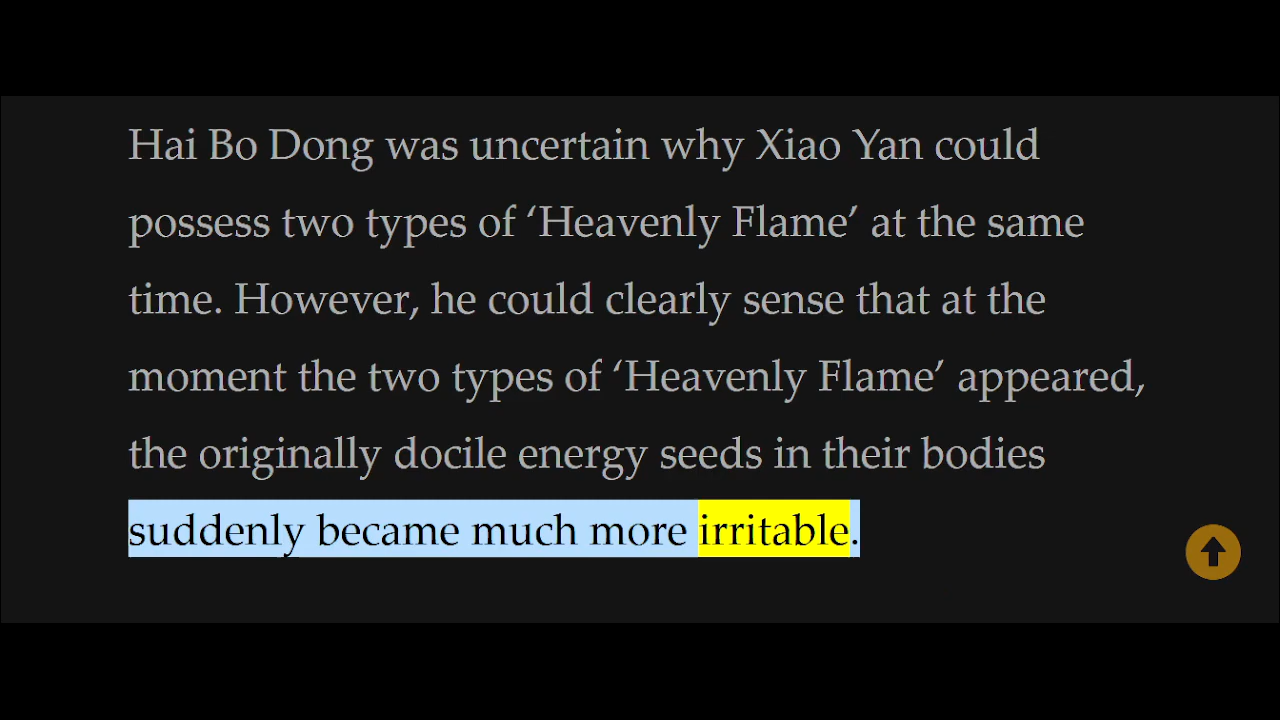 Hai Bo Dong was uncertain why Xiao Yan could
possess two types of ‘Heavenly Flame’ at the same
time. However, he could clearly sense that at the
moment the two types of ‘Heavenly Flame’ appeared,
the originally docile energy seeds in their bodies
suddenly became much more irritable.